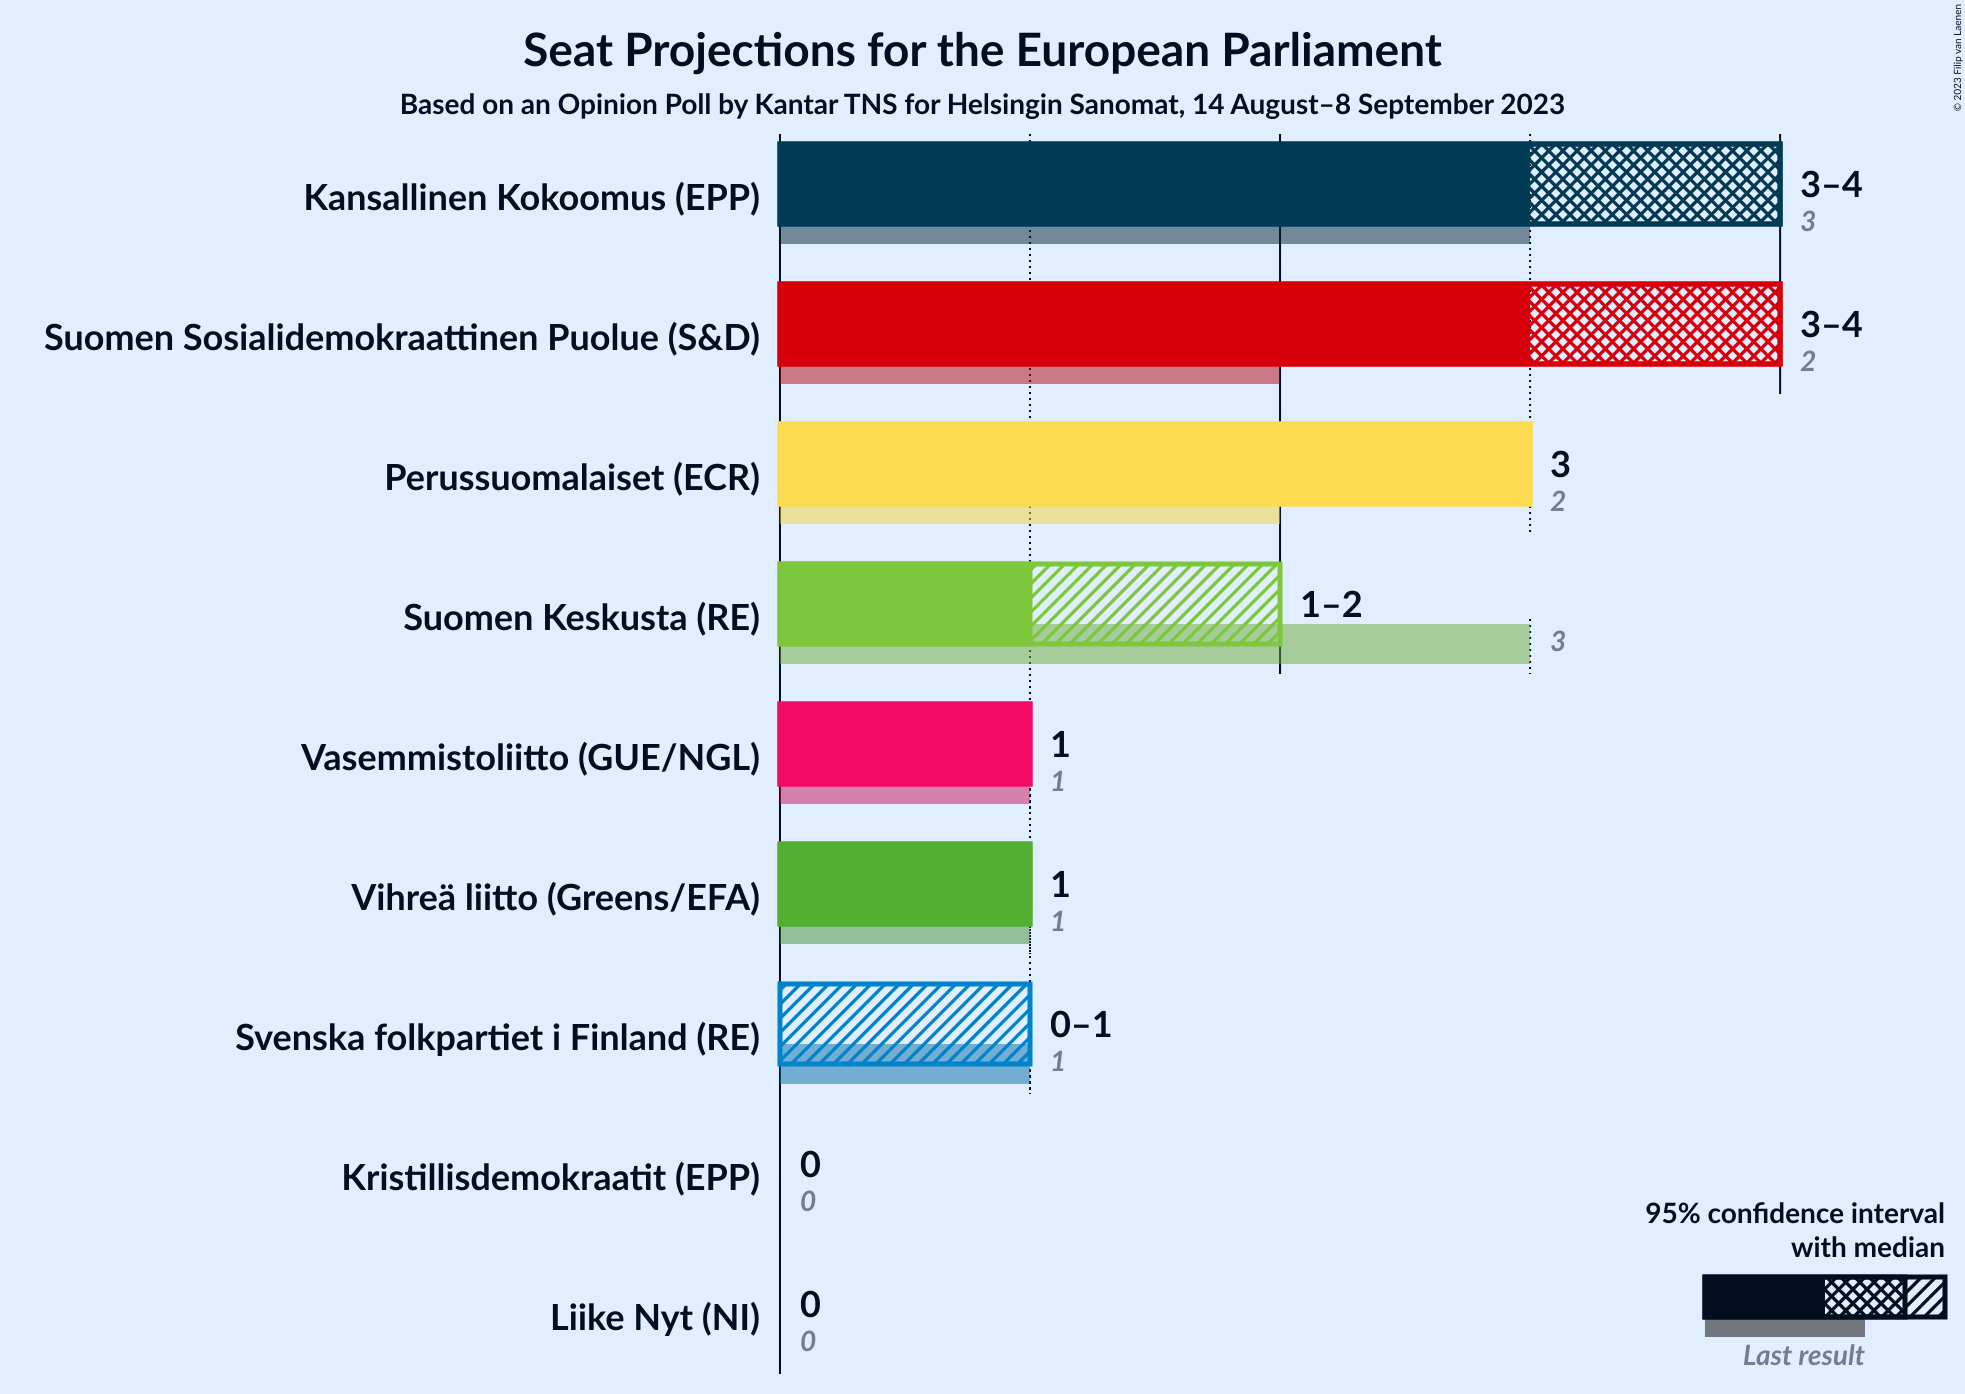 Seat Projections for the European Parliament
Based on an Opinion Poll by Kantar TNS for Helsingin Sanomat, 14 August–8 September 2023
© 2023 Filip van Laenen
Kansallinen Kokoomus (EPP)
3–4
3
Suomen Sosialidemokraattinen Puolue (S&D)
3–4
2
Perussuomalaiset (ECR)
3
2
Suomen Keskusta (RE)
1–2
3
Vasemmistoliitto (GUE/NGL)
1
1
Vihreä liitto (Greens/EFA)
1
1
Svenska folkpartiet i Finland (RE)
0–1
1
Kristillisdemokraatit (EPP)
0
0
Liike Nyt (NI)
0
0
95% confidence interval
with median
Last result